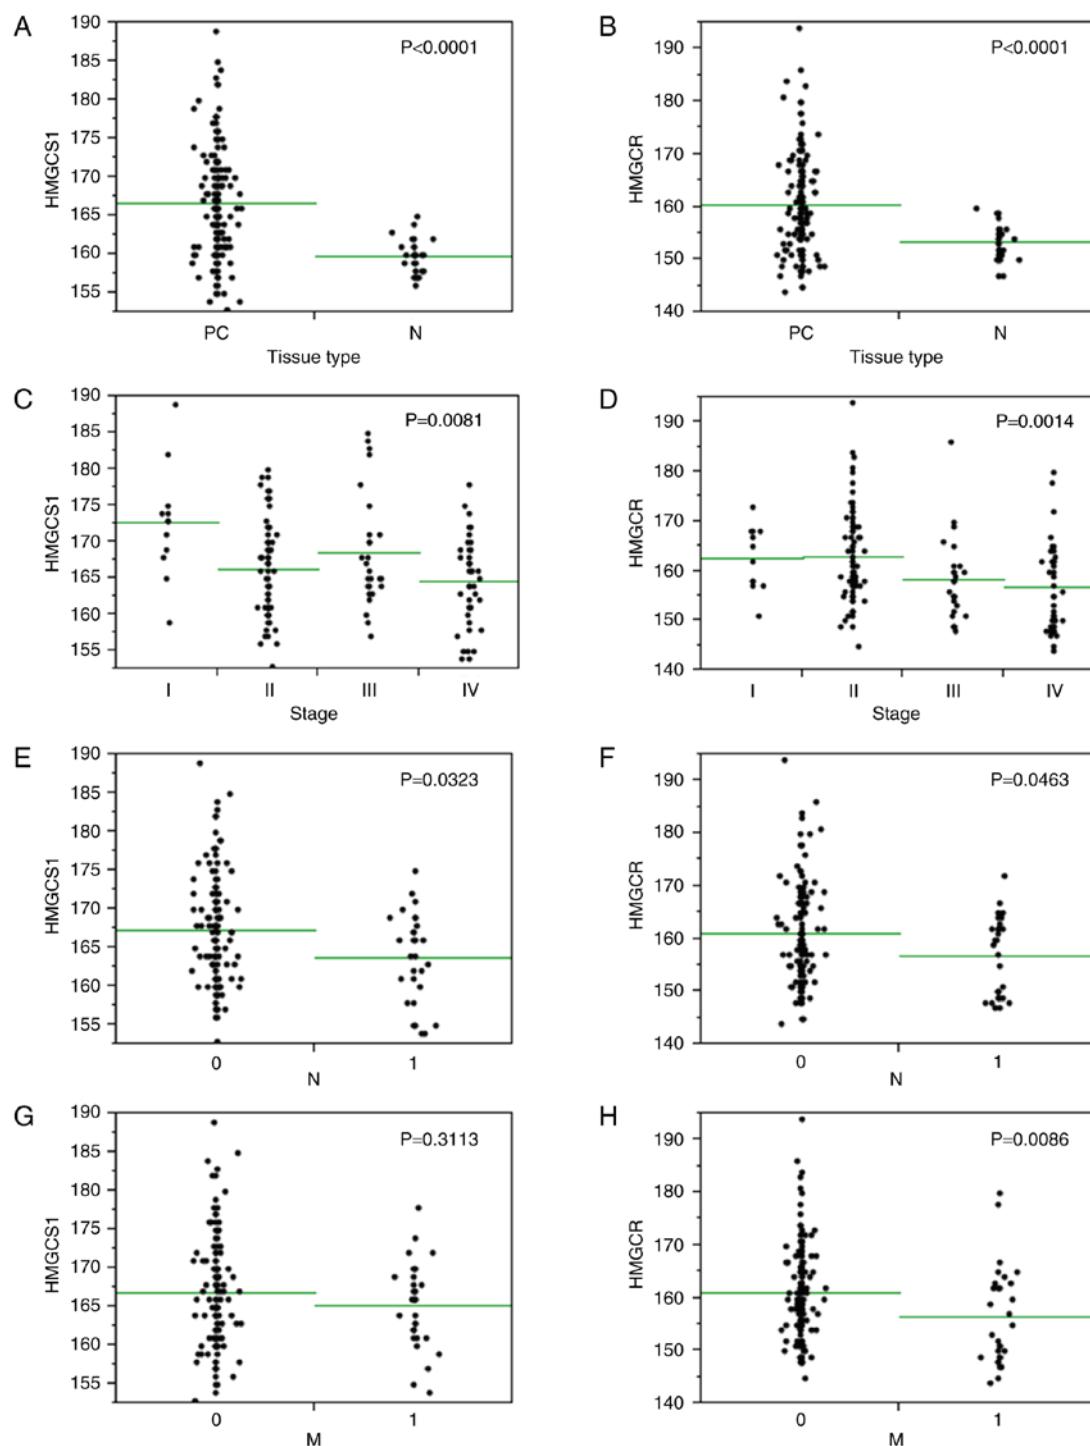 A
190
185
180
175
170
165
160
155
HMGCS1
P<0.0001
PC N
Tissue type
B
190
180
170
160
150
140
HMGCR
P<0.0001
PC N
Tissue type
C
190
185
180
175
170
165
160
155
HMGCS1
P=0.0081
I II III IV
Stage
D
190
180
170
160
150
140
HMGCR
P=0.0014
I II III IV
Stage
E
190
185
180
175
170
165
160
155
HMGCS1
P=0.0323
0 1
N
F
190
180
170
160
150
140
HMGCR
P=0.0463
0 1
N
G
190
185
180
175
170
165
160
155
HMGCS1
P=0.3113
0 1
M
H
190
180
170
160
150
140
HMGCR
P=0.0086
0 1
M